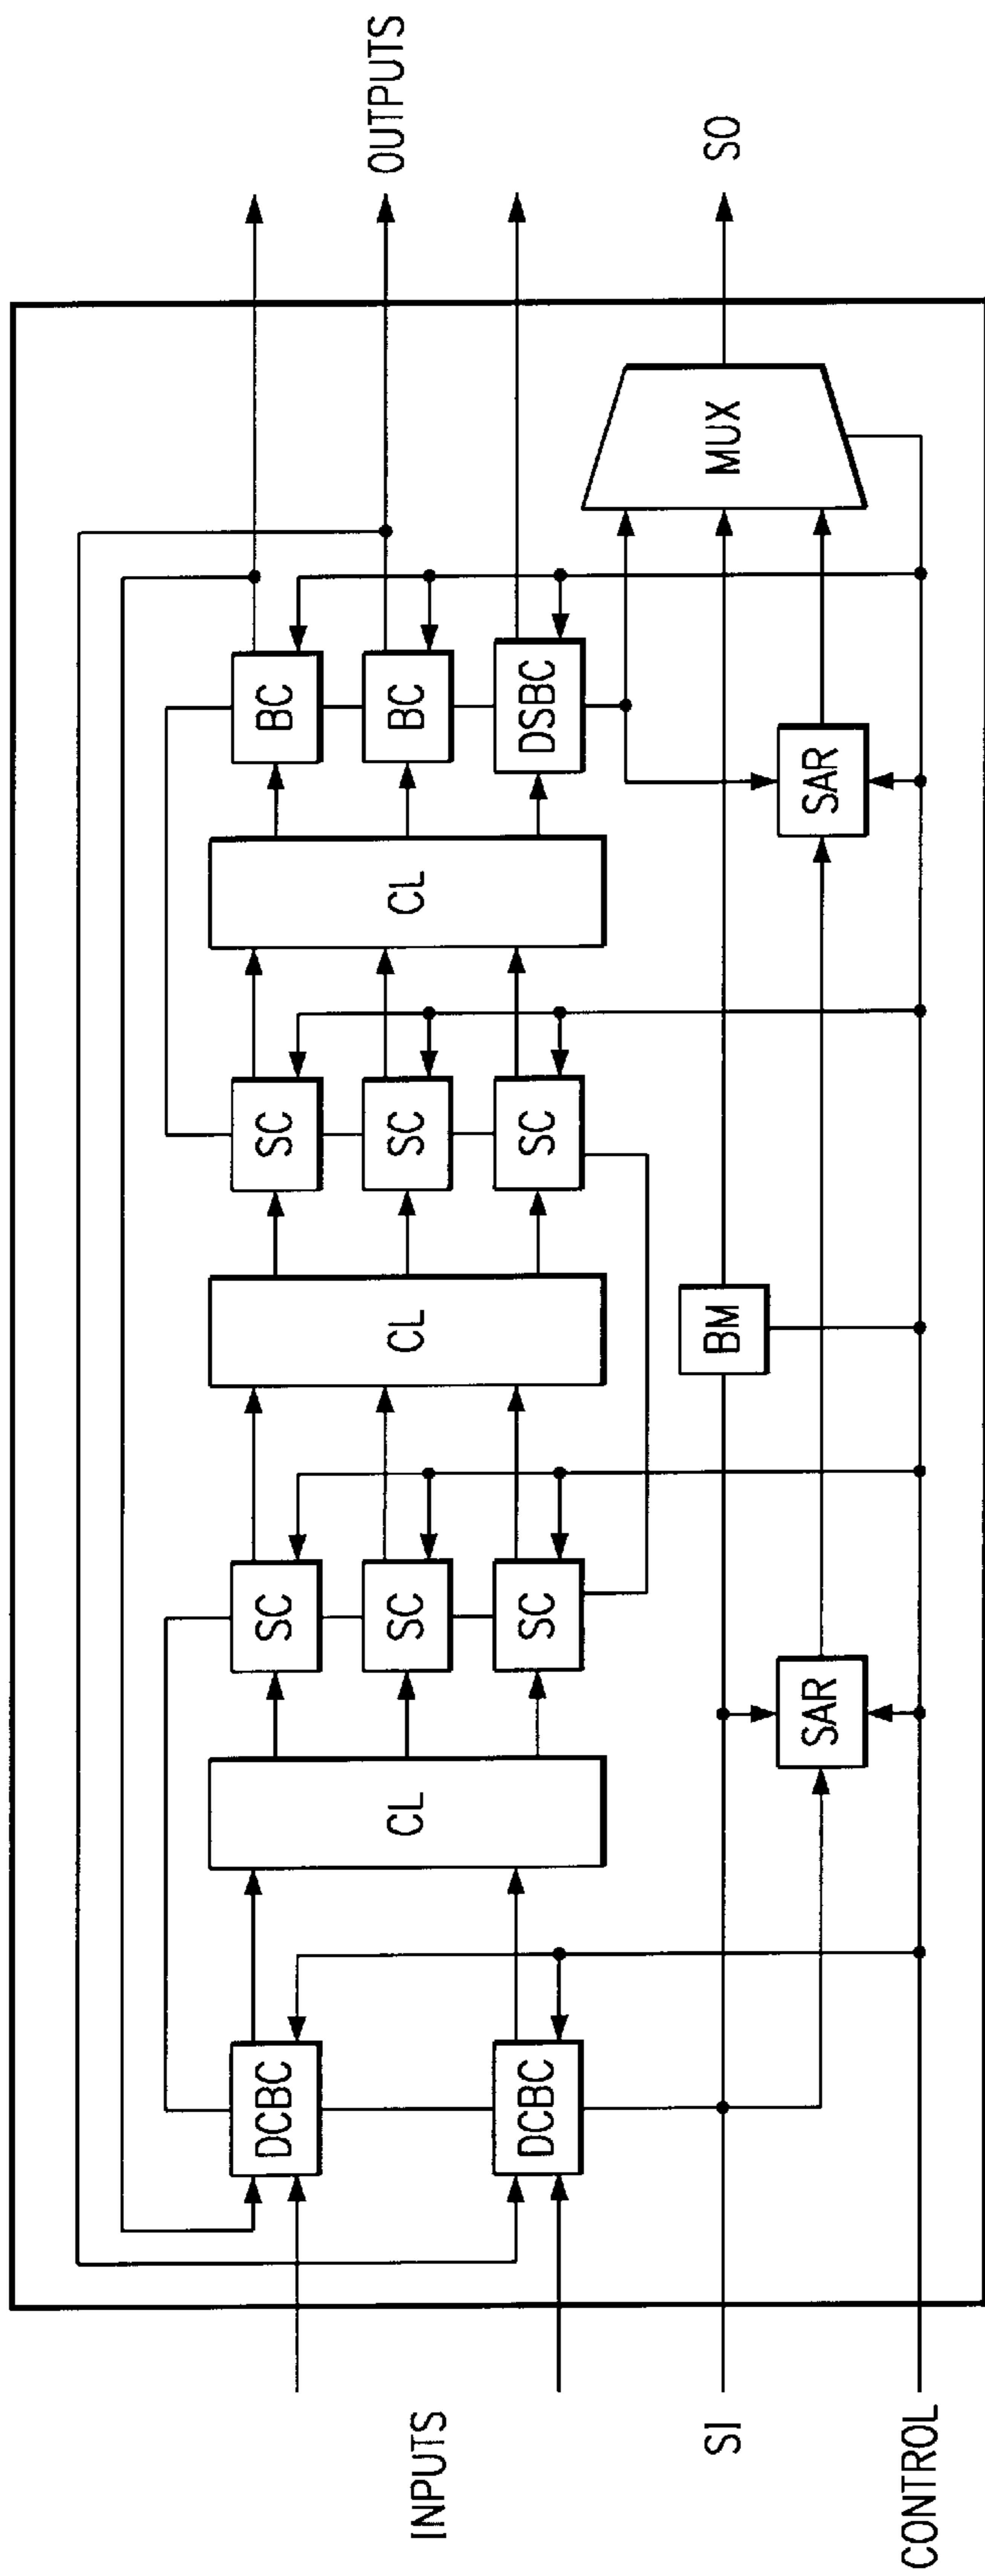 INPUTS
SI
CONTROL
DCBC
DCBC
CL
SC
SC
SC
SAR
CL
BM
SC
SC
SC
CL
BC
BC
DSBC
SAR
MUX
OUTPUTS
SO